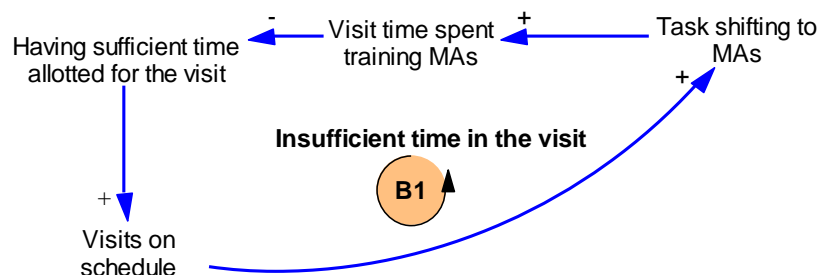 -
+
Having sufficient time
allotted for the visit
Visit time spent
training MAs
Task shifting to
MAs
+
Insufficient time in the visit
B1
+
Visits on
schedule